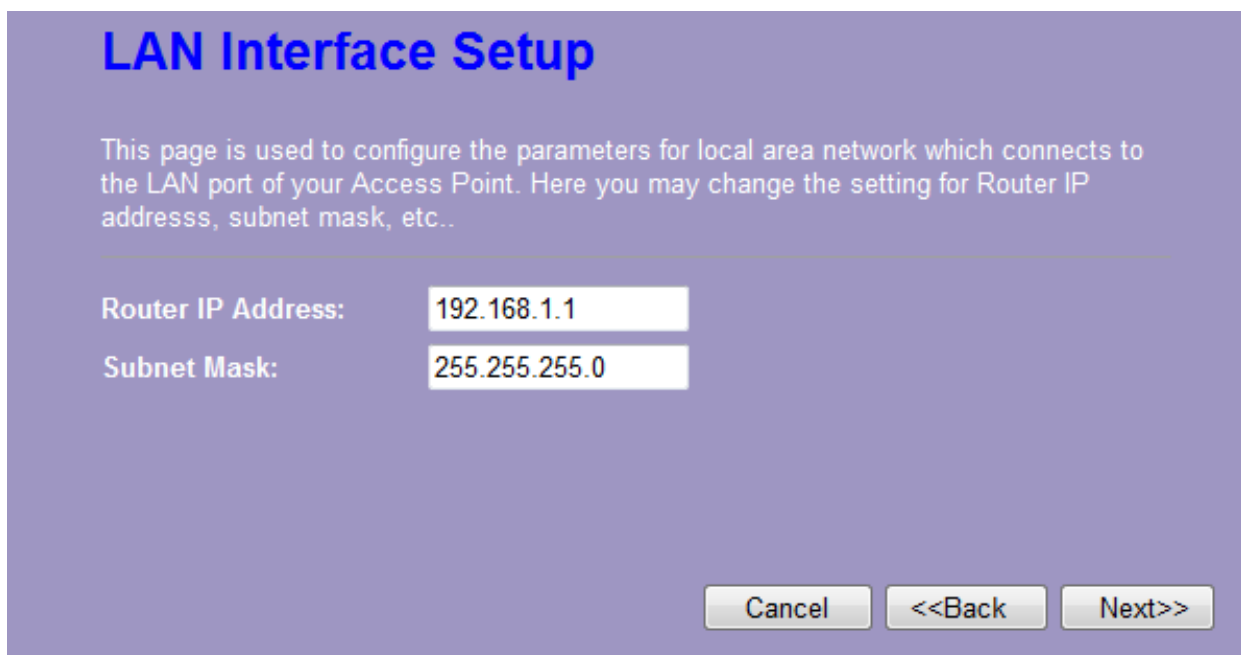 LAN Interface Setup
This page is used to configure the parameters for local area network which connects to
the LAN port of your Access Point. Here you may change the setting for Router IP
addresss, subnet mask, etc..
Router IP Address: 192.168.1.1
Subnet Mask: 255.255.255.0
Cancel <<Back Next>>